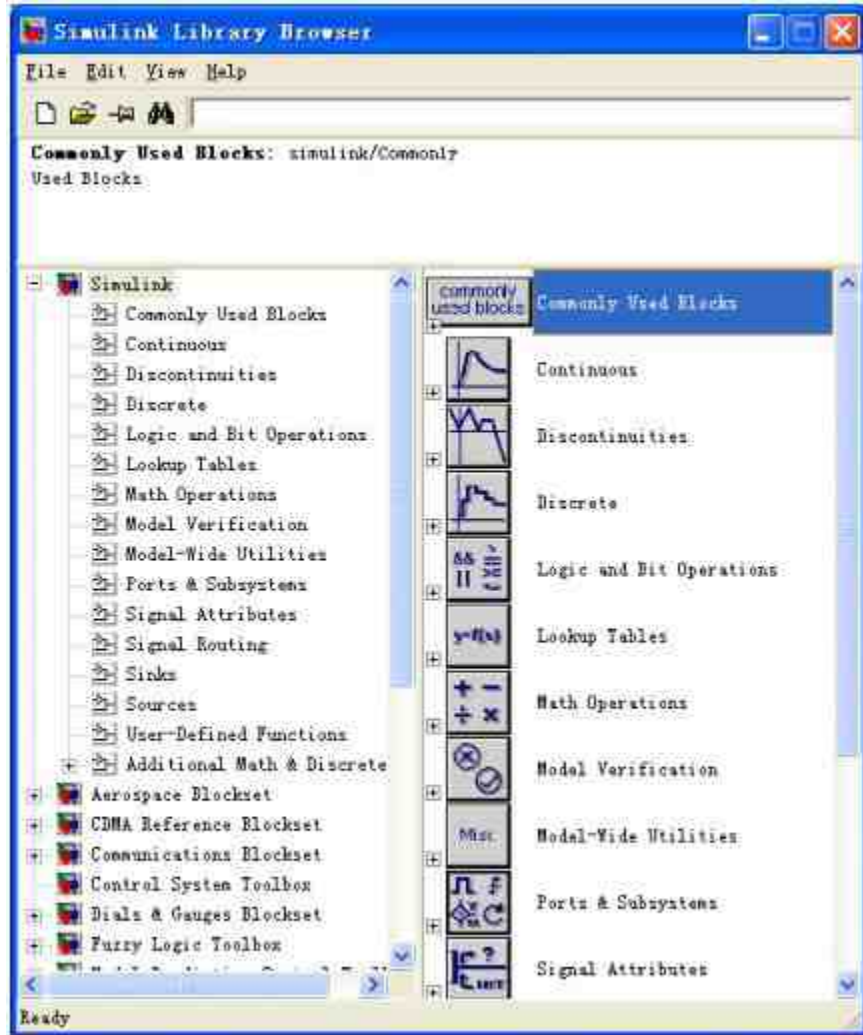 Simulink Library Browser
File Edit View Help
Commonly Used Blocks: simulink/Commonly
Used Blocks
Simulink
Commonly Used Blocks
Continuous
Discontinuities
Discrete
Logic and Bit Operations
Lookup Tables
Math Operations
Model Verification
Model-Wide Utilities
Ports & Subsystems
Signal Attributes
Signal Routing
Sinks
Sources
User-Defined Functions
Additional Math & Discrete
Aerospace Blockset
CDMA Reference Blockset
Communications Blockset
Control System Toolbox
Dials & Gauges Blockset
Fuzzy Logic Toolbox
commonly
used blocks
Commonly Used Blocks
Continuous
Discontinuities
Discrete
Logic and Bit Operations
y=f(x)
Lookup Tables
+ −
÷ ×
Math Operations
Model Verification
Misc
Model-Wide Utilities
Ports & Subsystems
Signal Attributes
Ready